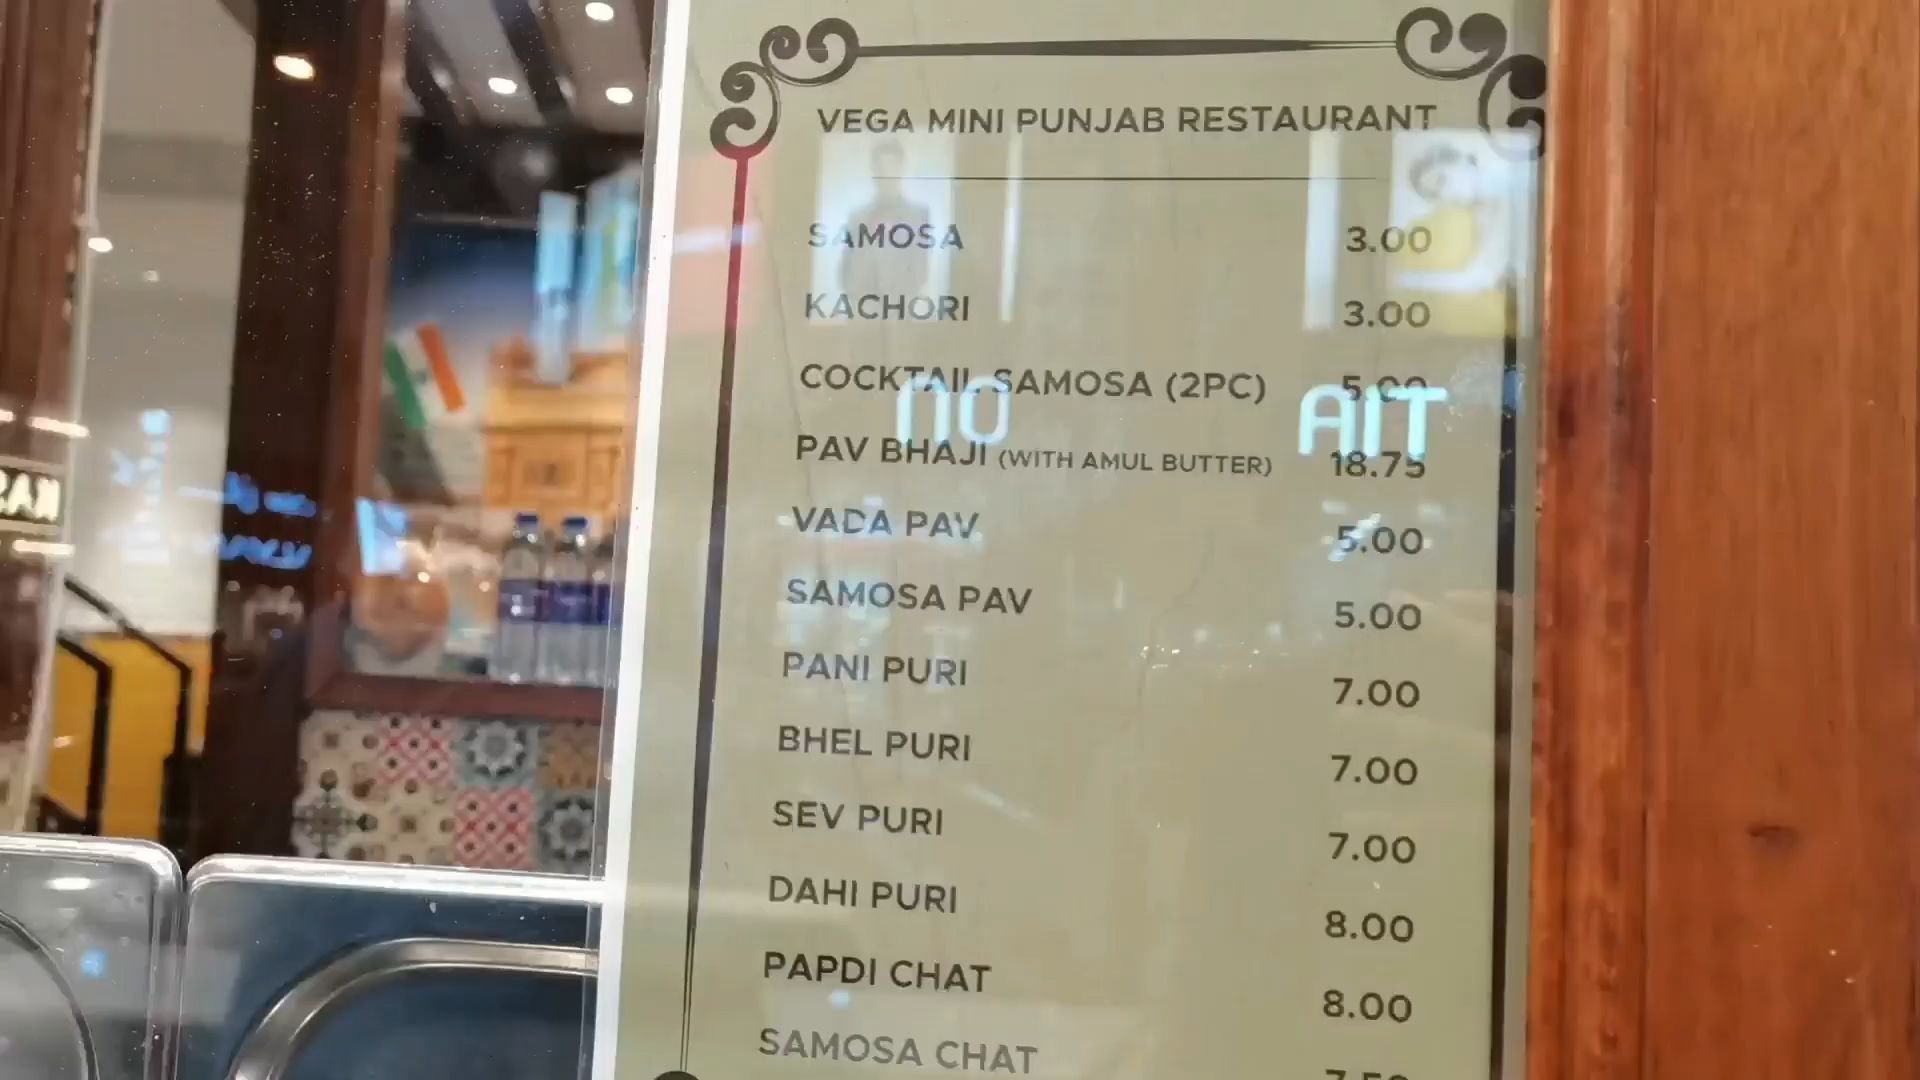 VEGA MINI PUNJAB RESTAURANT
SAMOSA 3.00
KACHORI 3.00
COCKTAIL SAMOSA (2PC) 5.00
PAV BHAJI (WITH AMUL BUTTER) 18.75
VADA PAV 5.00
SAMOSA PAV 5.00
PANI PURI 7.00
BHEL PURI 7.00
SEV PURI 7.00
DAHI PURI 8.00
PAPDI CHAT 8.00
SAMOSA CHAT